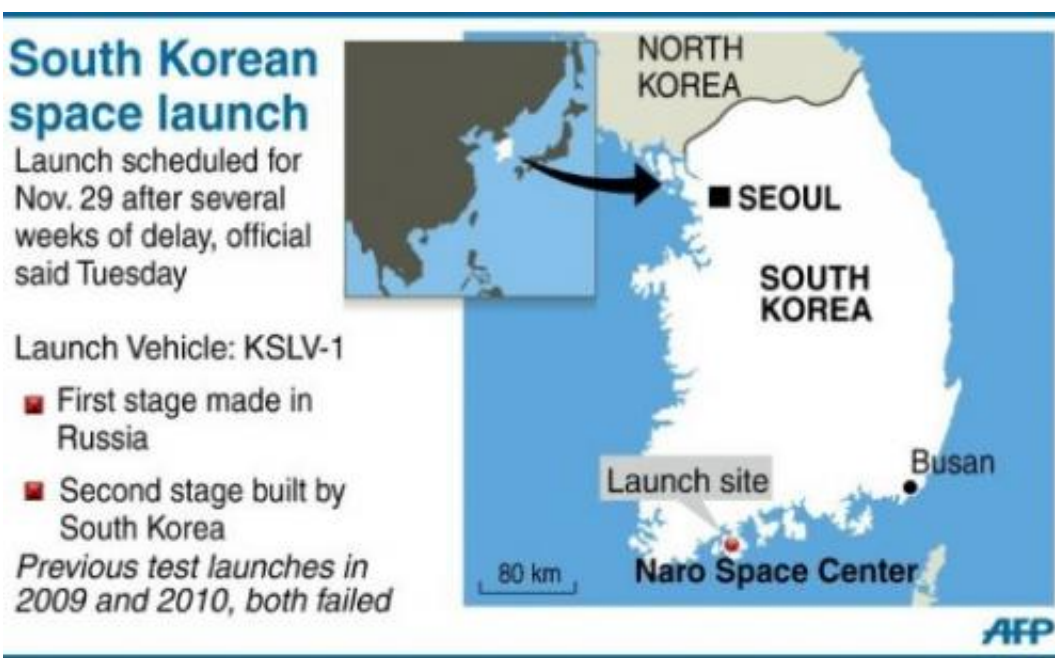 South Korean
space launch
Launch scheduled for
Nov. 29 after several
weeks of delay, official
said Tuesday
Launch Vehicle: KSLV-1
First stage made in
Russia
Second stage built by
South Korea
Previous test launches in
2009 and 2010, both failed
NORTH
KOREA
SEOUL
SOUTH
KOREA
Busan
Launch site
Naro Space Center
80 km
AFP